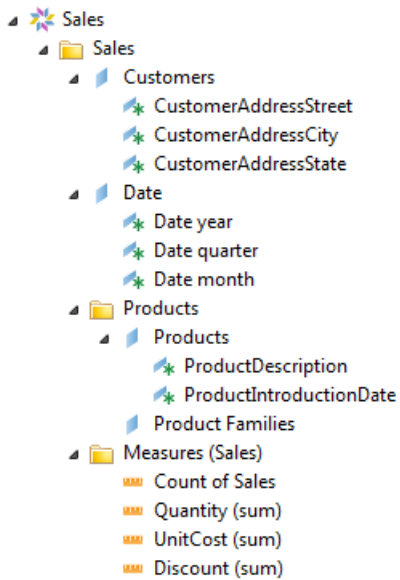 Sales
Sales
Customers
CustomerAddressStreet
CustomerAddressCity
CustomerAddressState
Date
Date year
Date quarter
Date month
Products
Products
ProductDescription
ProductIntroductionDate
Product Families
Measures (Sales)
Count of Sales
Quantity (sum)
UnitCost (sum)
Discount (sum)